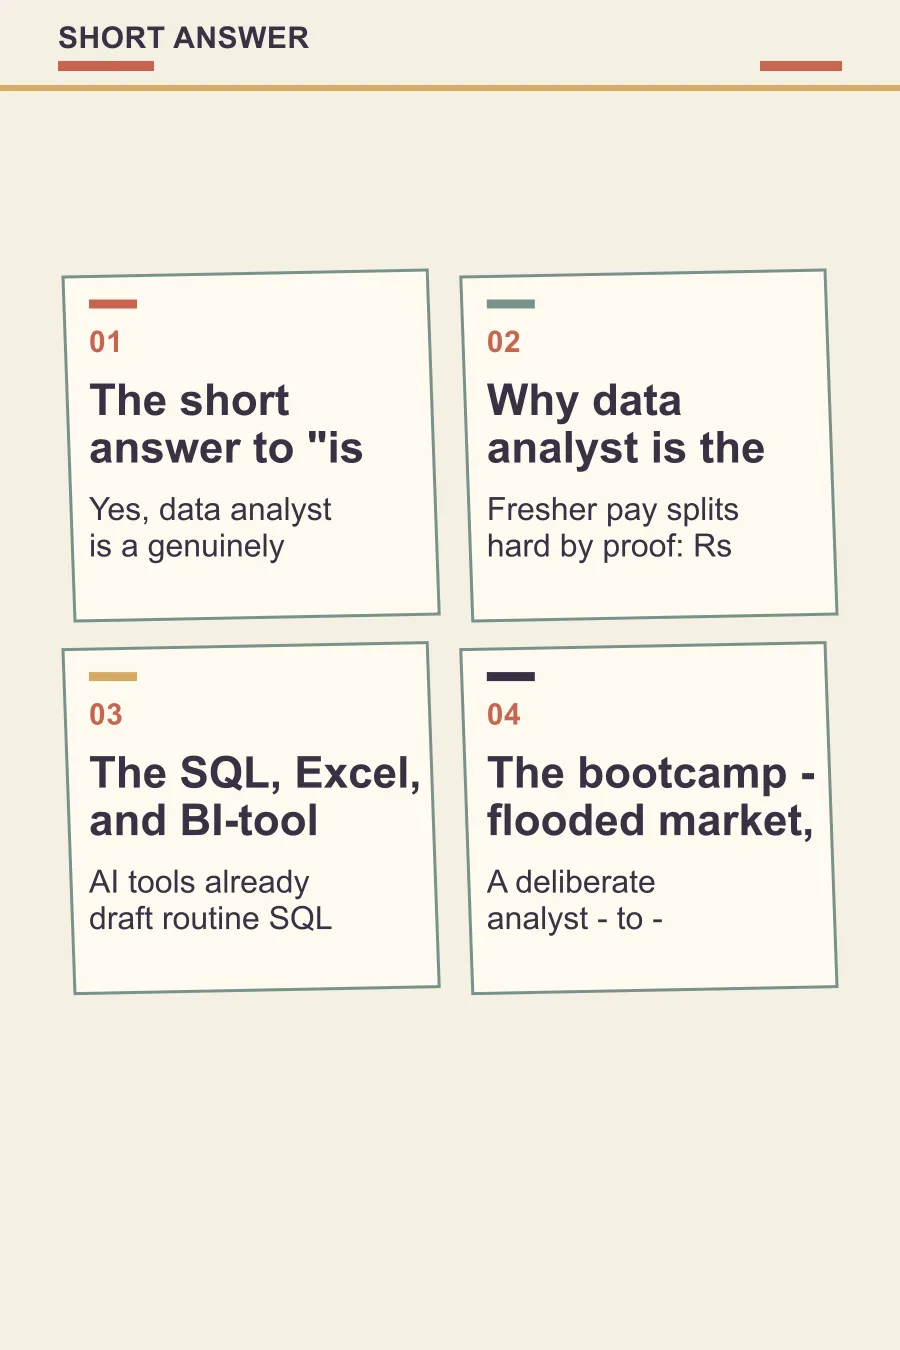 SHORT ANSWER
01
The short
answer to "is
Yes, data analyst
is a genuinely
02
Why data
analyst is the
Fresher pay splits
hard by proof: Rs
03
The SQL, Excel,
and BI-tool
AI tools already
draft routine SQL
04
The bootcamp -
flooded market,
A deliberate
analyst - to -